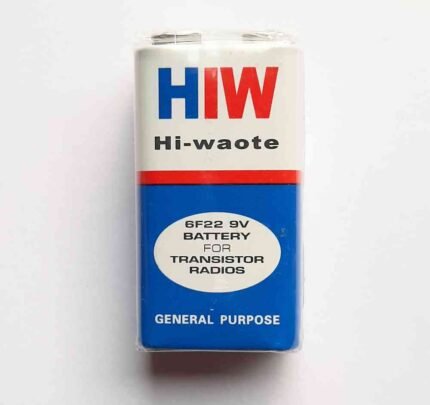 HIW
Hi-waote
6F22 9V
BATTERY
FOR
TRANSISTOR
RADIOS
GENERAL PURPOSE